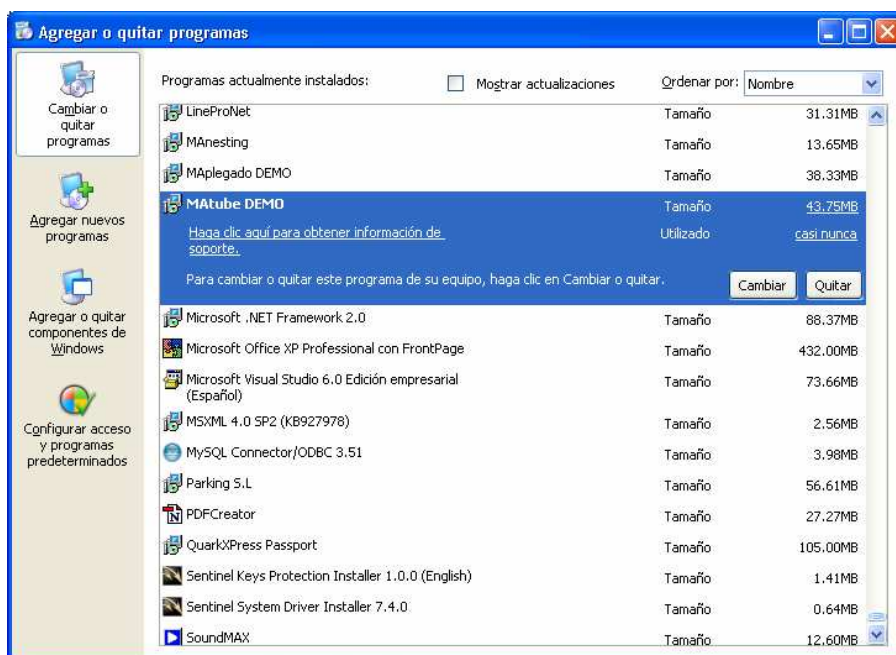 Agregar o quitar programas
Cambiar o
quitar
programas
Agregar nuevos
programas
Agregar o quitar
componentes de
Windows
Configurar acceso
y programas
predeterminados
Programas actualmente instalados:
Mostrar actualizaciones
Ordenar por: Nombre
LineProNet Tamaño 31.31MB
MAnesting Tamaño 13.65MB
MAplegado DEMO Tamaño 38.33MB
MAtube DEMO Tamaño 43.75MB
Haga clic aquí para obtener información de Utilizado casi nunca
soporte.
Para cambiar o quitar este programa de su equipo, haga clic en Cambiar o quitar. Cambiar Quitar
Microsoft .NET Framework 2.0 Tamaño 88.37MB
Microsoft Office XP Professional con FrontPage Tamaño 432.00MB
Microsoft Visual Studio 6.0 Edición empresarial Tamaño 73.66MB
(Español)
MSXML 4.0 SP2 (KB927978) Tamaño 2.56MB
MySQL Connector/ODBC 3.51 Tamaño 3.98MB
Parking S.L Tamaño 56.61MB
PDFCreator Tamaño 27.27MB
QuarkXPress Passport Tamaño 105.00MB
Sentinel Keys Protection Installer 1.0.0 (English) Tamaño 1.41MB
Sentinel System Driver Installer 7.4.0 Tamaño 0.64MB
SoundMAX Tamaño 12.60MB